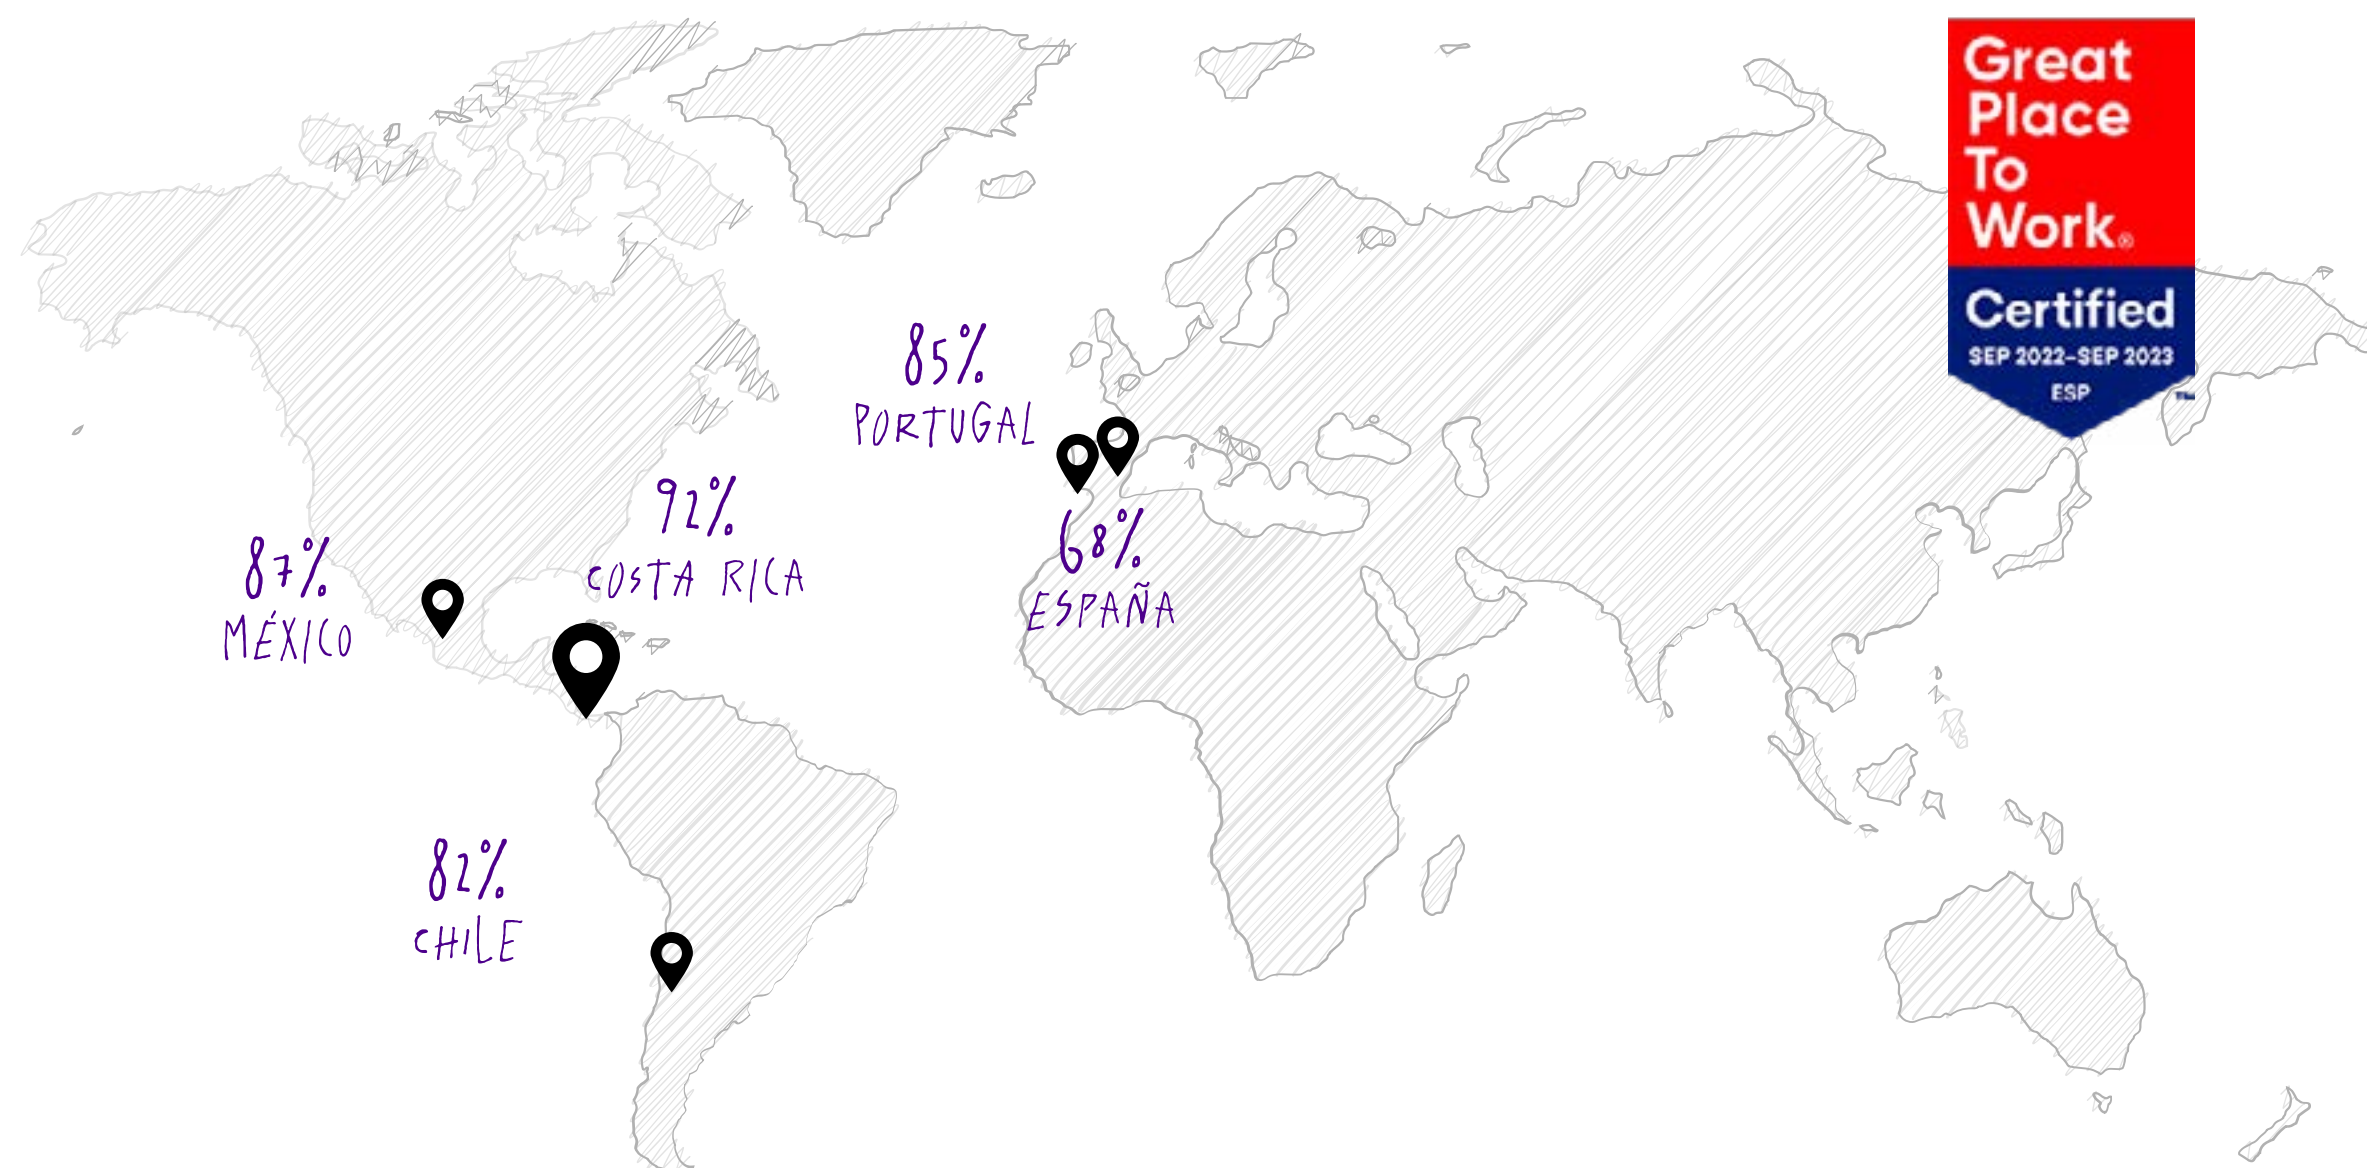 Great
Place
To
Work®
Certified
SEP 2022-SEP 2023
ESP
TM
85%
PORTUGAL
92%
COSTA RICA
87%
MÉXICO
68%
ESPAÑA
82%
CHILE